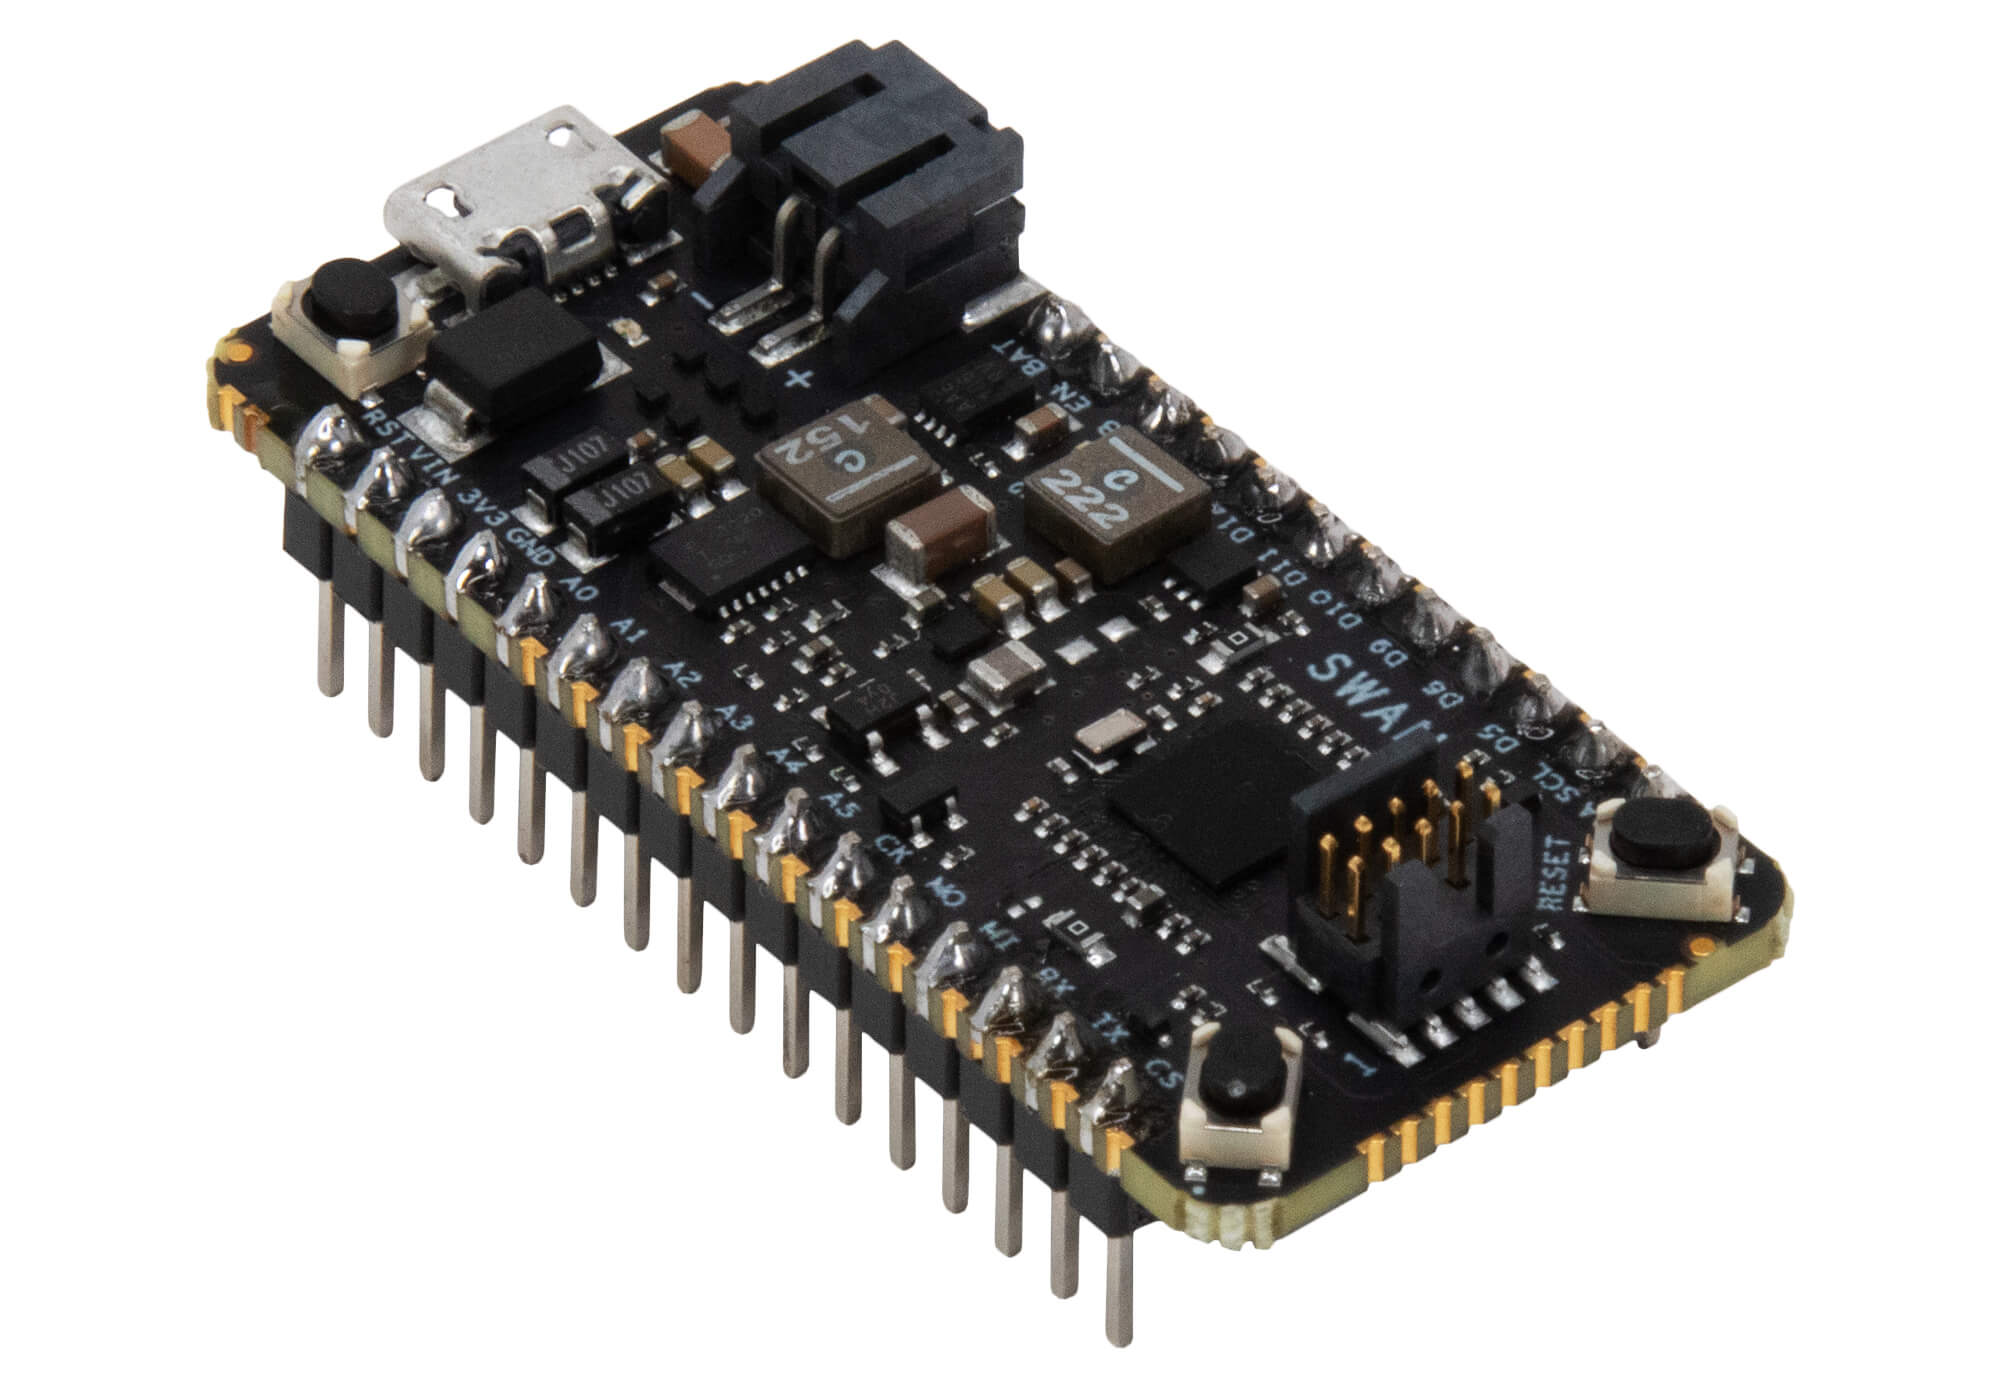 -
+
RST
VIN
3V3
GND
A0
A1
A2
A3
A4
A5
CK
MO
MI
RX
TX
CS
BAT
EN
D11
D10
D9
D6
D5
SCL
J107
J107
152
C
222
C
SWAN
RESET
1